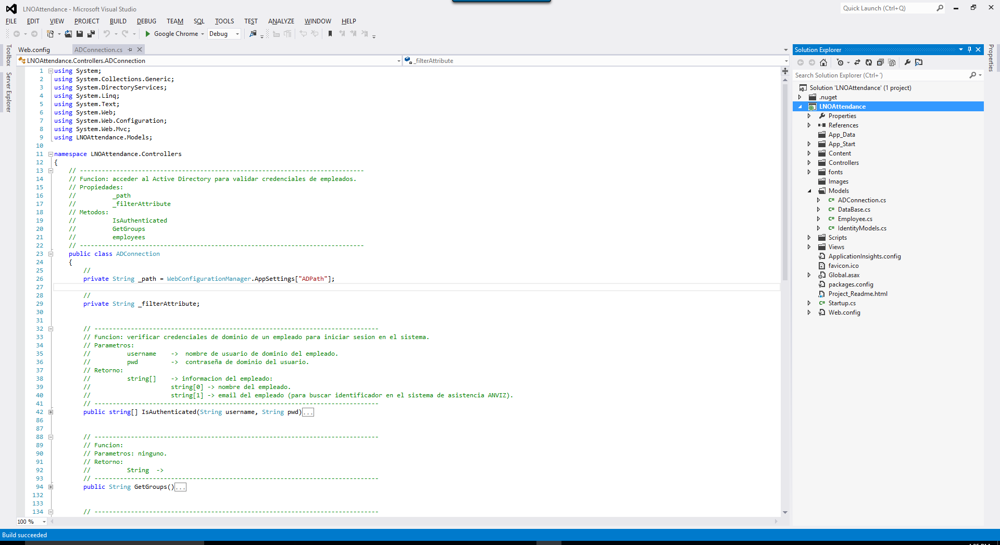 LNOAttendance - Microsoft Visual Studio
Quick Launch (Ctrl+Q)
FILE EDIT VIEW PROJECT BUILD DEBUG TEAM SQL TOOLS TEST ANALYZE WINDOW HELP
Google Chrome Debug
Toolbox
Server Explorer
Web.config ADConnection.cs
LNOAttendance.Controllers.ADConnection _filterAttribute
1 using System;
2 using System.Collections.Generic;
3 using System.DirectoryServices;
4 using System.Linq;
5 using System.Text;
6 using System.Web;
7 using System.Web.Configuration;
8 using System.Web.Mvc;
9 using LNOAttendance.Models;
10
11 namespace LNOAttendance.Controllers
12 {
13 // ------------------------------------------------------------------------------
14 // Funcion: acceder al Active Directory para validar credenciales de empleados.
15 // Propiedades:
16 // _path
17 // _filterAttribute
18 // Metodos:
19 // IsAuthenticated
20 // GetGroups
21 // employees
22 // ------------------------------------------------------------------------------
23 public class ADConnection
24 {
25 //
26 private String _path = WebConfigurationManager.AppSettings["ADPath"];
27
28 //
29 private String _filterAttribute;
30
31
32 // ------------------------------------------------------------------------------
33 // Funcion: verificar credenciales de dominio de un empleado para iniciar sesion en el sistema.
34 // Parametros:
35 // username -> nombre de usuario de dominio del empleado.
36 // pwd -> contraseña de dominio del usuario.
37 // Retorno:
38 // string[] -> informacion del empleado:
39 // string[0] -> nombre del empleado.
40 // string[1] -> email del empleado (para buscar identificador en el sistema de asistencia ANVIZ).
41 // ------------------------------------------------------------------------------
42 public string[] IsAuthenticated(String username, String pwd)...
86
87
88 // ------------------------------------------------------------------------------
89 // Funcion:
90 // Parametros: ninguno.
91 // Retorno:
92 // String ->
93 // ------------------------------------------------------------------------------
94 public String GetGroups()...
132
133
134 // ------------------------------------------------------------------------------
100 %
Build succeeded
Solution Explorer
Search Solution Explorer (Ctrl+´)
Solution 'LNOAttendance' (1 project)
.nuget
LNOAttendance
Properties
References
App_Data
App_Start
Content
Controllers
fonts
Images
Models
C# ADConnection.cs
C# DataBase.cs
C# Employee.cs
C# IdentityModels.cs
Scripts
Views
ApplicationInsights.config
favicon.ico
Global.asax
packages.config
Project_Readme.html
C# Startup.cs
Web.config
Properties